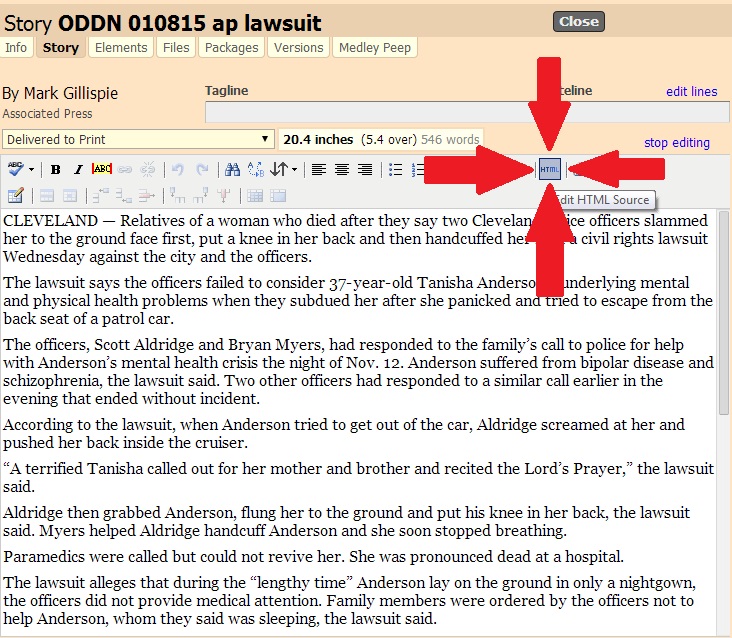 Story ODDN 010815 ap lawsuit
Close
Info Story Elements Files Packages Versions Medley Peep
By Mark Gillispie
Associated Press
Tagline
edit lines
Delivered to Print
20.4 inches (5.4 over) 546 words
stop editing
ABC B I ABC HTML
HTML Source
CLEVELAND — Relatives of a woman who died after they say two officers slammed
her to the ground face first, put a knee in her back and then handcuffed her civil rights lawsuit
Wednesday against the city and the officers.
The lawsuit says the officers failed to consider 37-year-old Tanisha underlying mental
and physical health problems when they subdued her after she panicked and tried to escape from the
back seat of a patrol car.
The officers, Scott Aldridge and Bryan Myers, had responded to the family’s call to police for help
with Anderson’s mental health crisis the night of Nov. 12. Anderson suffered from bipolar disease and
schizophrenia, the lawsuit said. Two other officers had responded to a similar call earlier in the
evening that ended without incident.
According to the lawsuit, when Anderson tried to get out of the car, Aldridge screamed at her and
pushed her back inside the cruiser.
“A terrified Tanisha called out for her mother and brother and recited the Lord’s Prayer,” the lawsuit
said.
Aldridge then grabbed Anderson, flung her to the ground and put his knee in her back, the lawsuit
said. Myers helped Aldridge handcuff Anderson and she soon stopped breathing.
Paramedics were called but could not revive her. She was pronounced dead at a hospital.
The lawsuit alleges that during the “lengthy time” Anderson lay on the ground in only a nightgown,
the officers did not provide medical attention. Family members were ordered by the officers not to
help Anderson, whom they said was sleeping, the lawsuit said.